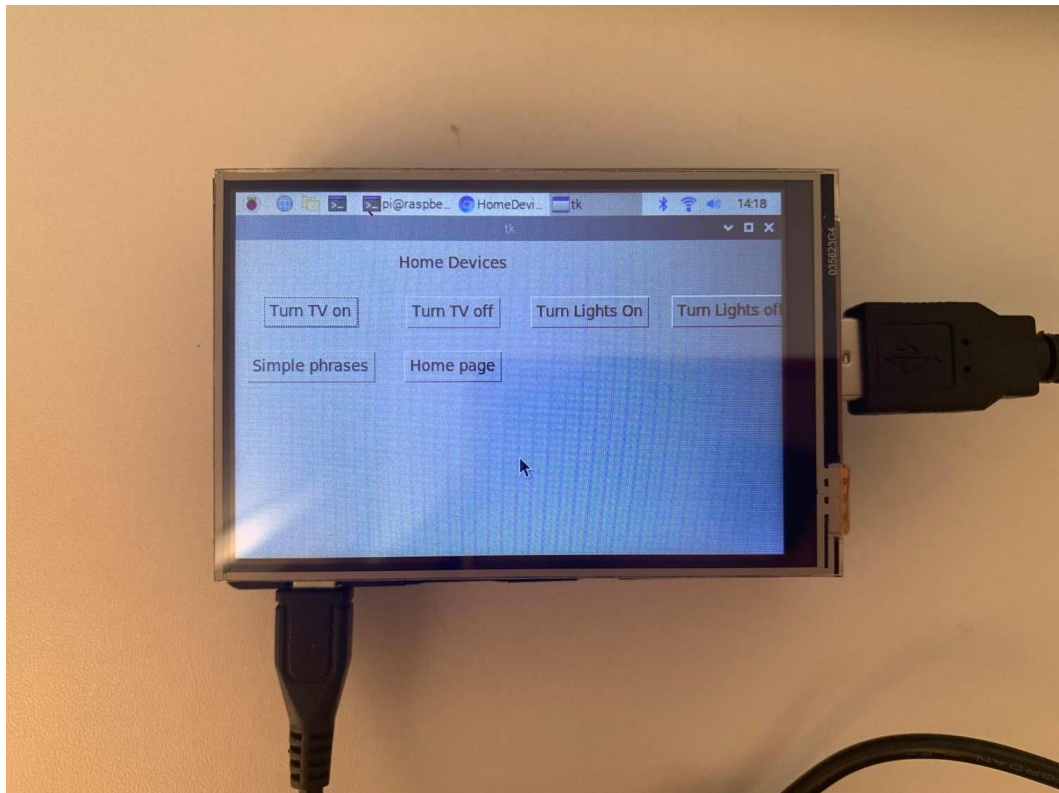 pi@raspbe... HomeDevi... tk 14:18
tk
Home Devices
Turn TV on Turn TV off Turn Lights On Turn Lights off
Simple phrases Home page
035623G4